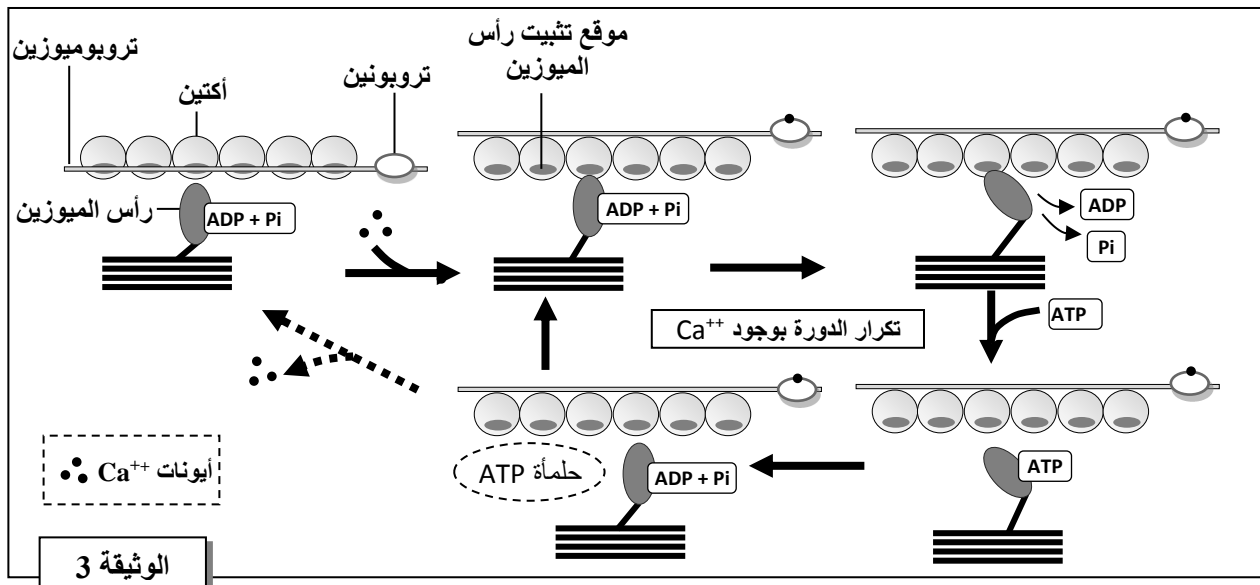 تروبوميوزين
أكتين
تروبونين
موقع تثبيت رأس
الميوزين
رأس الميوزين
ADP + Pi
ADP + Pi
ADP
Pi
تكرار الدورة بوجود Ca⁺⁺
ATP
ATP
حلمأة ATP
ADP + Pi
أيونات Ca⁺⁺
الوثيقة 3